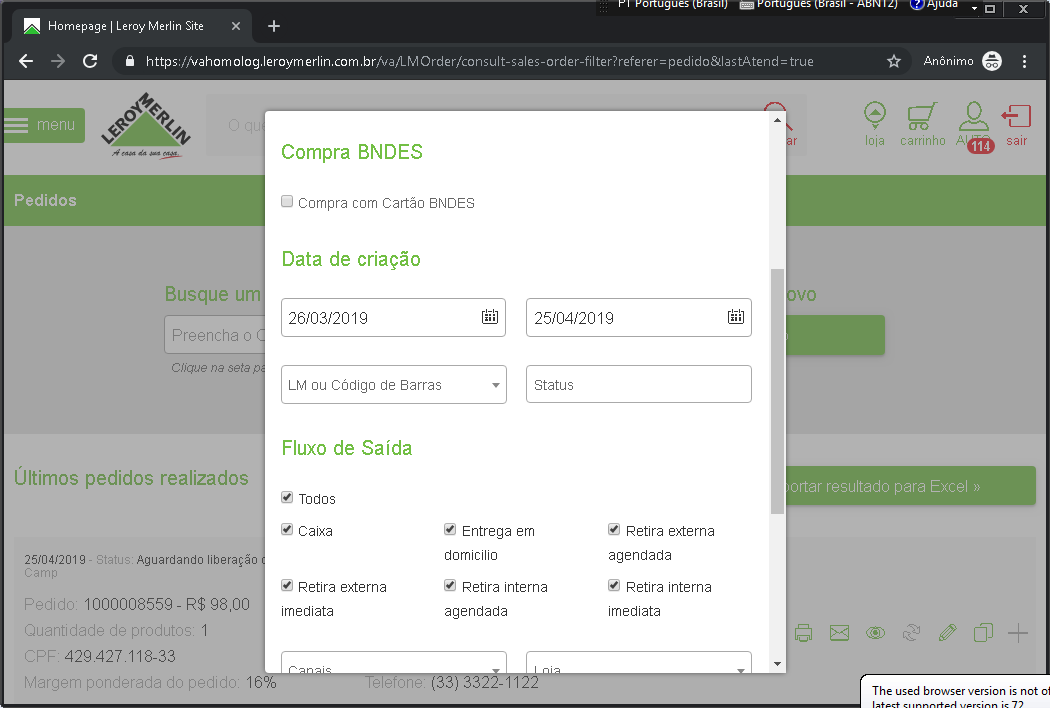 PT Português (Brasil) Português (Brasil - ABNT2) Ajuda
Homepage | Leroy Merlin Site
https://vahomolog.leroymerlin.com.br/va/LMOrder/consult-sales-order-filter?referer=pedido&lastAtend=true
Anônimo
menu
LEROY MERLIN
A casa da sua casa.
O que
ar
loja
carrinho
114
sair
Pedidos
Compra BNDES
Compra com Cartão BNDES
Data de criação
Busque um
ovo
26/03/2019
25/04/2019
Preencha o C
Clique na seta pa
LM ou Código de Barras
Status
Fluxo de Saída
Últimos pedidos realizados
portar resultado para Excel »
Todos
Caixa
Entrega em
domicilio
Retira externa
agendada
Retira externa
imediata
Retira interna
agendada
Retira interna
imediata
25/04/2019 - Status: Aguardando liberação
Camp
Pedido: 1000008559 - R$ 98,00
Quantidade de produtos: 1
CPF: 429.427.118-33
Canais
Loja
Margem ponderada do pedido: 16%
Telefone: (33) 3322-1122
The used browser version is not of
latest supported version is 72